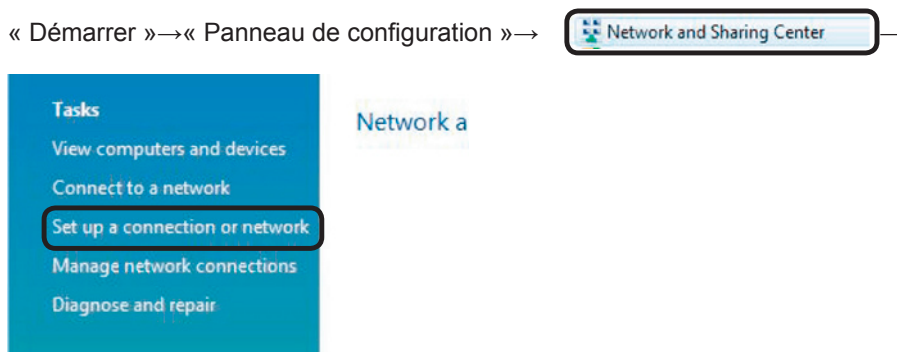 « Démarrer »→« Panneau de configuration »→ Network and Sharing Center —
Tasks
Network a
View computers and devices
Connect to a network
Set up a connection or network
Manage network connections
Diagnose and repair